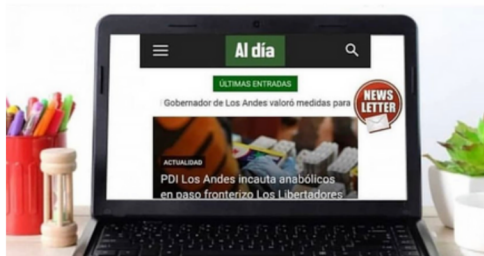 Al día
ÚLTIMAS ENTRADAS
Gobernador de Los Andes valoró medidas para
NEWS
LETTER
ACTUALIDAD
PDI Los Andes incauta anabólicos
en paso fronterizo Los Libertadores